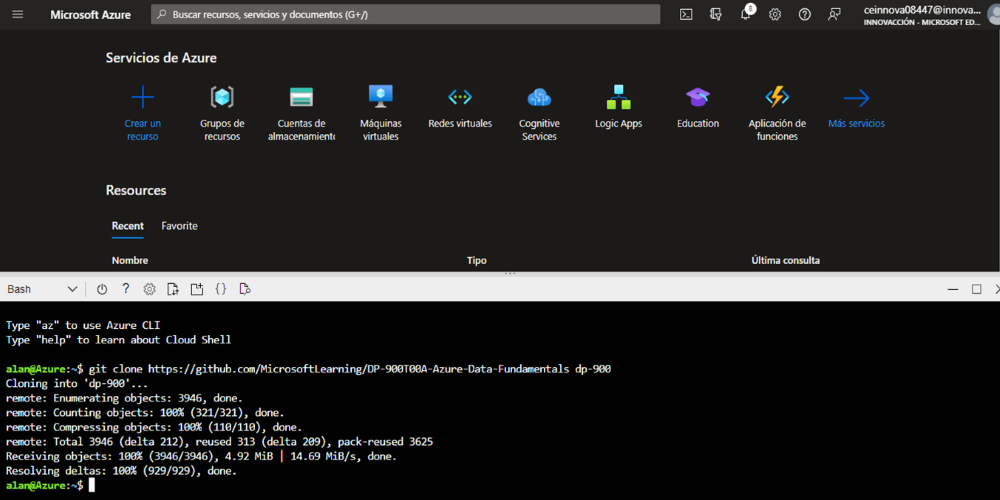 Microsoft Azure
Buscar recursos, servicios y documentos (G+/)
8
ceinnova08447@innova...
INNOVACCIÓN - MICROSOFT ED...
Servicios de Azure
Crear un recurso
Grupos de recursos
Cuentas de almacenamiento
Máquinas virtuales
Redes virtuales
Cognitive Services
Logic Apps
Education
Aplicación de funciones
Más servicios
Resources
Recent Favorite
Nombre Tipo Última consulta
Bash
Type "az" to use Azure CLI
Type "help" to learn about Cloud Shell
alan@Azure:~$ git clone https://github.com/MicrosoftLearning/DP-900T00A-Azure-Data-Fundamentals dp-900
Cloning into 'dp-900'...
remote: Enumerating objects: 3946, done.
remote: Counting objects: 100% (321/321), done.
remote: Compressing objects: 100% (110/110), done.
remote: Total 3946 (delta 212), reused 313 (delta 209), pack-reused 3625
Receiving objects: 100% (3946/3946), 4.92 MiB | 14.69 MiB/s, done.
Resolving deltas: 100% (929/929), done.
alan@Azure:~$